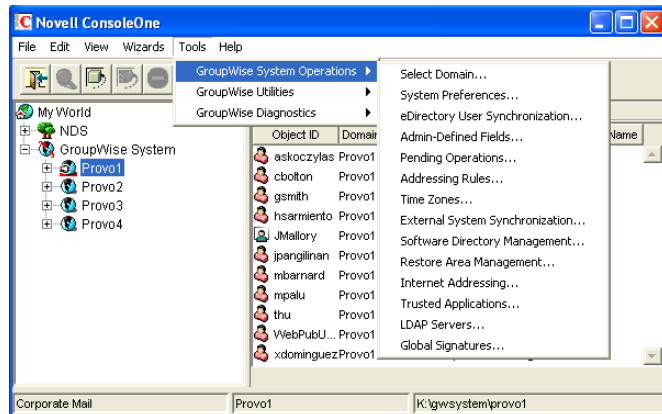 Novell ConsoleOne
File Edit View Wizards Tools Help
GroupWise System Operations
GroupWise Utilities
GroupWise Diagnostics
Select Domain...
System Preferences...
eDirectory User Synchronization...
Admin-Defined Fields...
Pending Operations...
Addressing Rules...
Time Zones...
External System Synchronization...
Software Directory Management...
Restore Area Management...
Internet Addressing...
Trusted Applications...
LDAP Servers...
Global Signatures...
My World
NDS
GroupWise System
Provo1
Provo2
Provo3
Provo4
Object ID Domain Name
askoczylas Provo1
cbolton Provo1
gsmith Provo1
hsarmiento Provo1
JMallory Provo1
jpangilinan Provo1
mbarnard Provo1
mpalu Provo1
thu Provo1
WebPubU... Provo1
xdominguez Provo1
Corporate Mail Provo1 K:\gwsystem\provo1